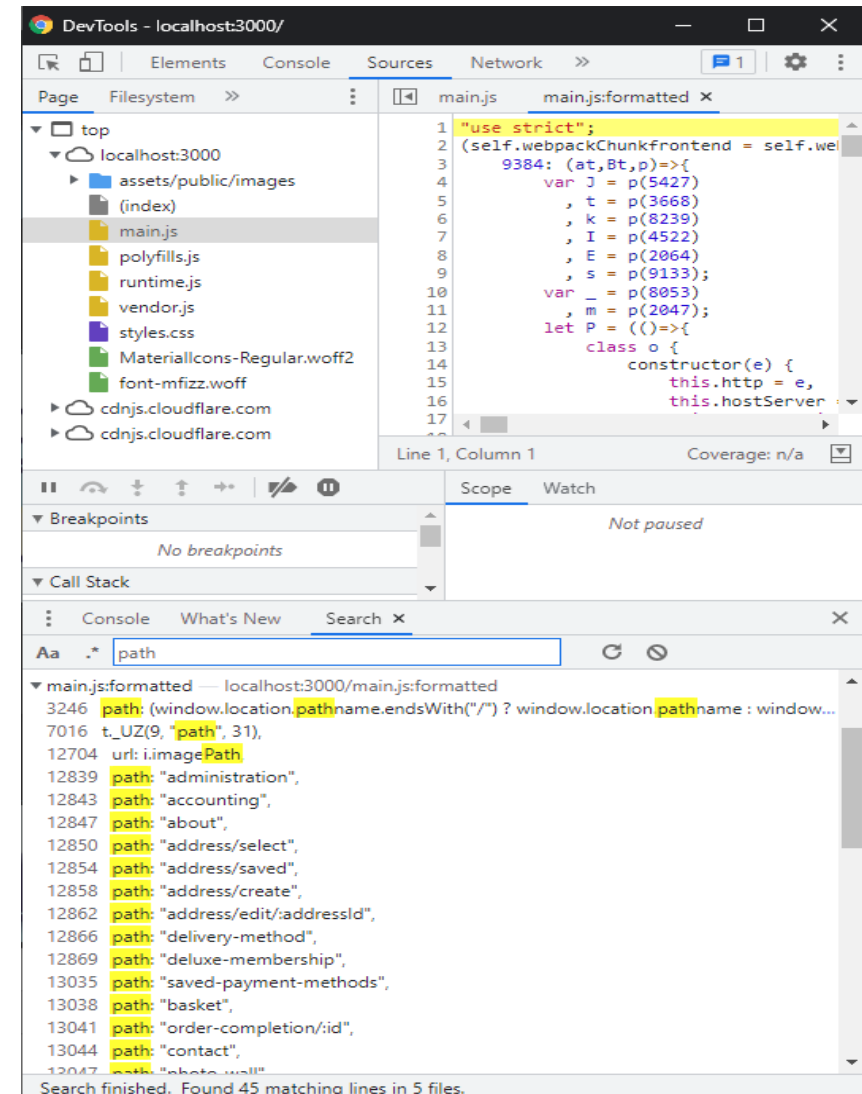 DevTools - localhost:3000/
Elements Console Sources Network » 1
Page Filesystem »
main.js main.js:formatted ×
top
localhost:3000
assets/public/images
(index)
main.js
polyfills.js
runtime.js
vendor.js
styles.css
MaterialIcons-Regular.woff2
font-mfizz.woff
cdnjs.cloudflare.com
cdnjs.cloudflare.com
1 "use strict";
2 (self.webpackChunkfrontend = self.we
3 9384: (at,Bt,p)=>{
4 var J = p(5427)
5 , t = p(3668)
6 , k = p(8239)
7 , I = p(4522)
8 , E = p(2064)
9 , s = p(9133);
10 var _ = p(8053)
11 , m = p(2047);
12 let P = (()=>{
13 class o {
14 constructor(e) {
15 this.http = e,
16 this.hostServer
17
Line 1, Column 1 Coverage: n/a
Breakpoints
No breakpoints
Call Stack
Scope Watch
Not paused
Console What's New Search ×
Aa .* path
main.js:formatted — localhost:3000/main.js:formatted
3246 path: (window.location.pathname.endsWith("/") ? window.location.pathname : window...
7016 t._UZ(9, "path", 31),
12704 url: i.imagePath,
12839 path: "administration",
12843 path: "accounting",
12847 path: "about",
12850 path: "address/select",
12854 path: "address/saved",
12858 path: "address/create",
12862 path: "address/edit/:addressId",
12866 path: "delivery-method",
12869 path: "deluxe-membership",
13035 path: "saved-payment-methods",
13038 path: "basket",
13041 path: "order-completion/:id",
13044 path: "contact",
13047 path: "photo-wall"
Search finished. Found 45 matching lines in 5 files.